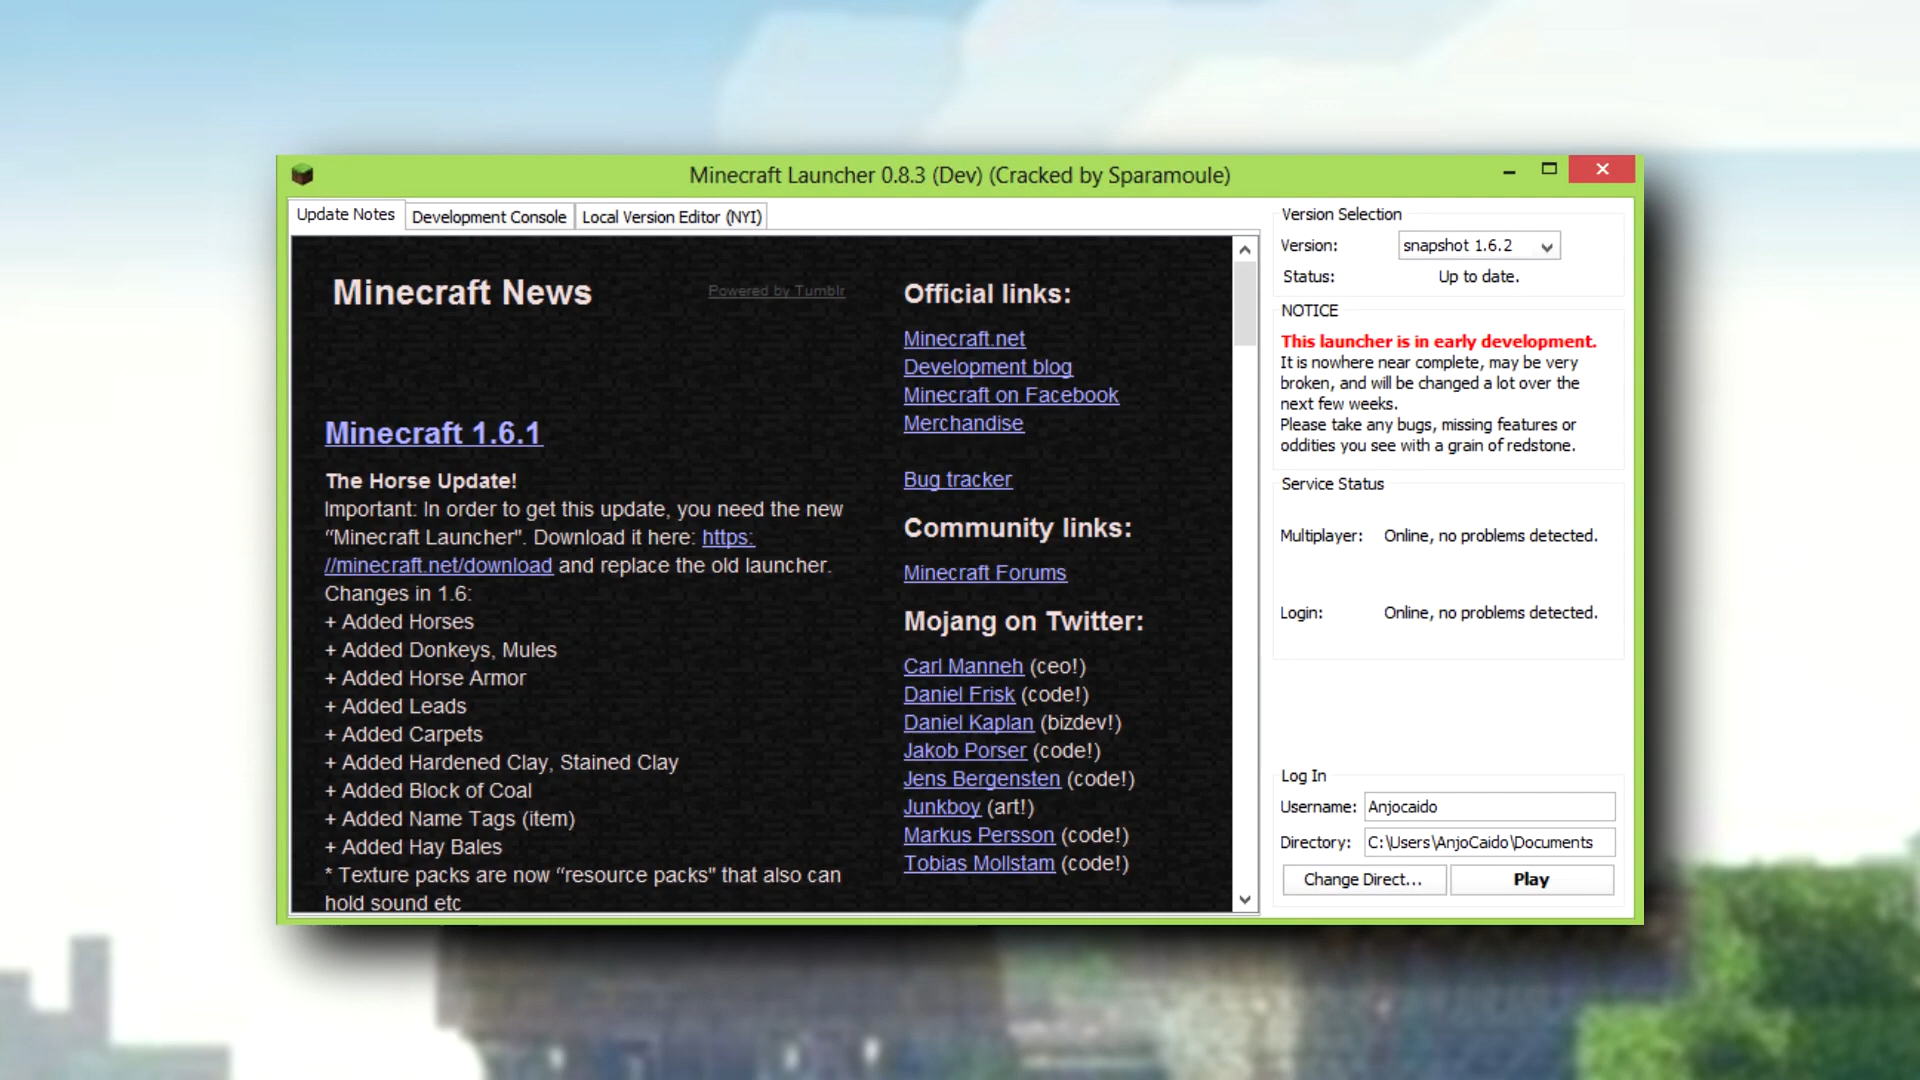 Minecraft Launcher 0.8.3 (Dev) (Cracked by Sparamoule)
Update Notes
Development Console
Local Version Editor (NYI)
Minecraft News
Powered by Tumblr
Minecraft 1.6.1
The Horse Update!
Important: In order to get this update, you need the new
“Minecraft Launcher”. Download it here: https:
//minecraft.net/download and replace the old launcher.
Changes in 1.6:
+ Added Horses
+ Added Donkeys, Mules
+ Added Horse Armor
+ Added Leads
+ Added Carpets
+ Added Hardened Clay, Stained Clay
+ Added Block of Coal
+ Added Name Tags (item)
+ Added Hay Bales
* Texture packs are now “resource packs” that also can
hold sound etc
Official links:
Minecraft.net
Development blog
Minecraft on Facebook
Merchandise
Bug tracker
Community links:
Minecraft Forums
Mojang on Twitter:
Carl Manneh (ceo!)
Daniel Frisk (code!)
Daniel Kaplan (bizdev!)
Jakob Porser (code!)
Jens Bergensten (code!)
Junkboy (art!)
Markus Persson (code!)
Tobias Mollstam (code!)
Version Selection
Version: snapshot 1.6.2
Status: Up to date.
NOTICE
This launcher is in early development.
It is nowhere near complete, may be very
broken, and will be changed a lot over the
next few weeks.
Please take any bugs, missing features or
oddities you see with a grain of redstone.
Service Status
Multiplayer: Online, no problems detected.
Login: Online, no problems detected.
Log In
Username: Anjocaido
Directory: C:\Users\AnjoCaido\Documents
Change Direct... Play